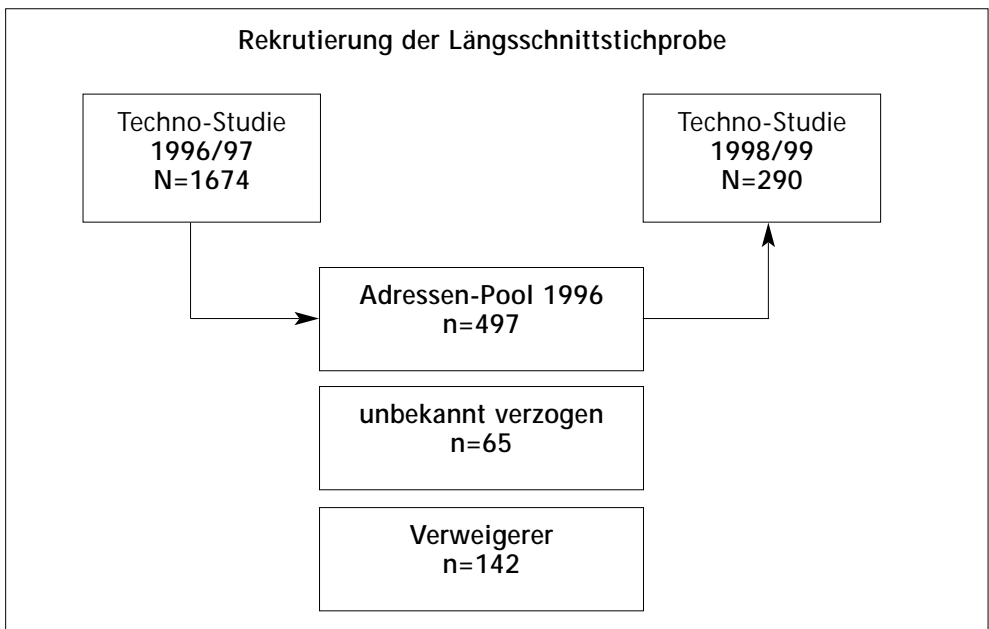 Rekrutierung der Längsschnittstichprobe
Techno-Studie
1996/97
N=1674
Techno-Studie
1998/99
N=290
Adressen-Pool 1996
n=497
unbekannt verzogen
n=65
Verweigerer
n=142